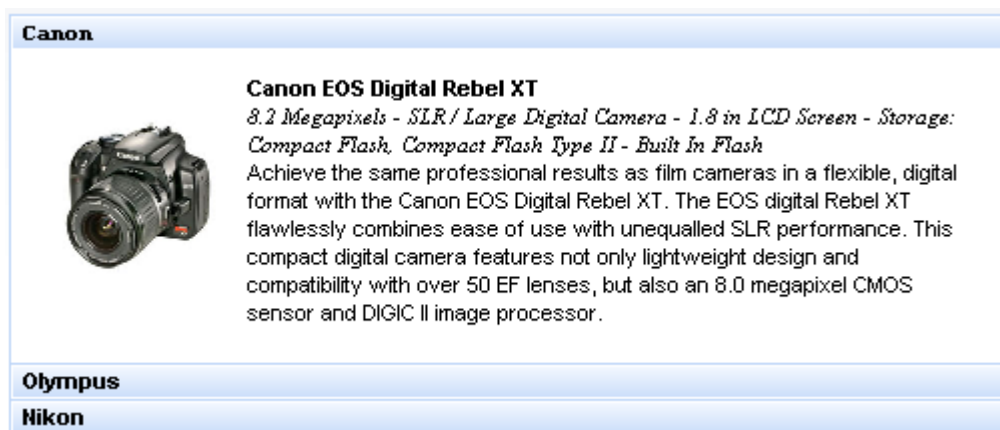 Canon
Canon EOS Digital Rebel XT
8.2 Megapixels - SLR / Large Digital Camera - 1.8 in LCD Screen - Storage:
Compact Flash, Compact Flash Type II - Built In Flash
Achieve the same professional results as film cameras in a flexible, digital
format with the Canon EOS Digital Rebel XT. The EOS digital Rebel XT
flawlessly combines ease of use with unequalled SLR performance. This
compact digital camera features not only lightweight design and
compatibility with over 50 EF lenses, but also an 8.0 megapixel CMOS
sensor and DIGIC II image processor.
Olympus
Nikon